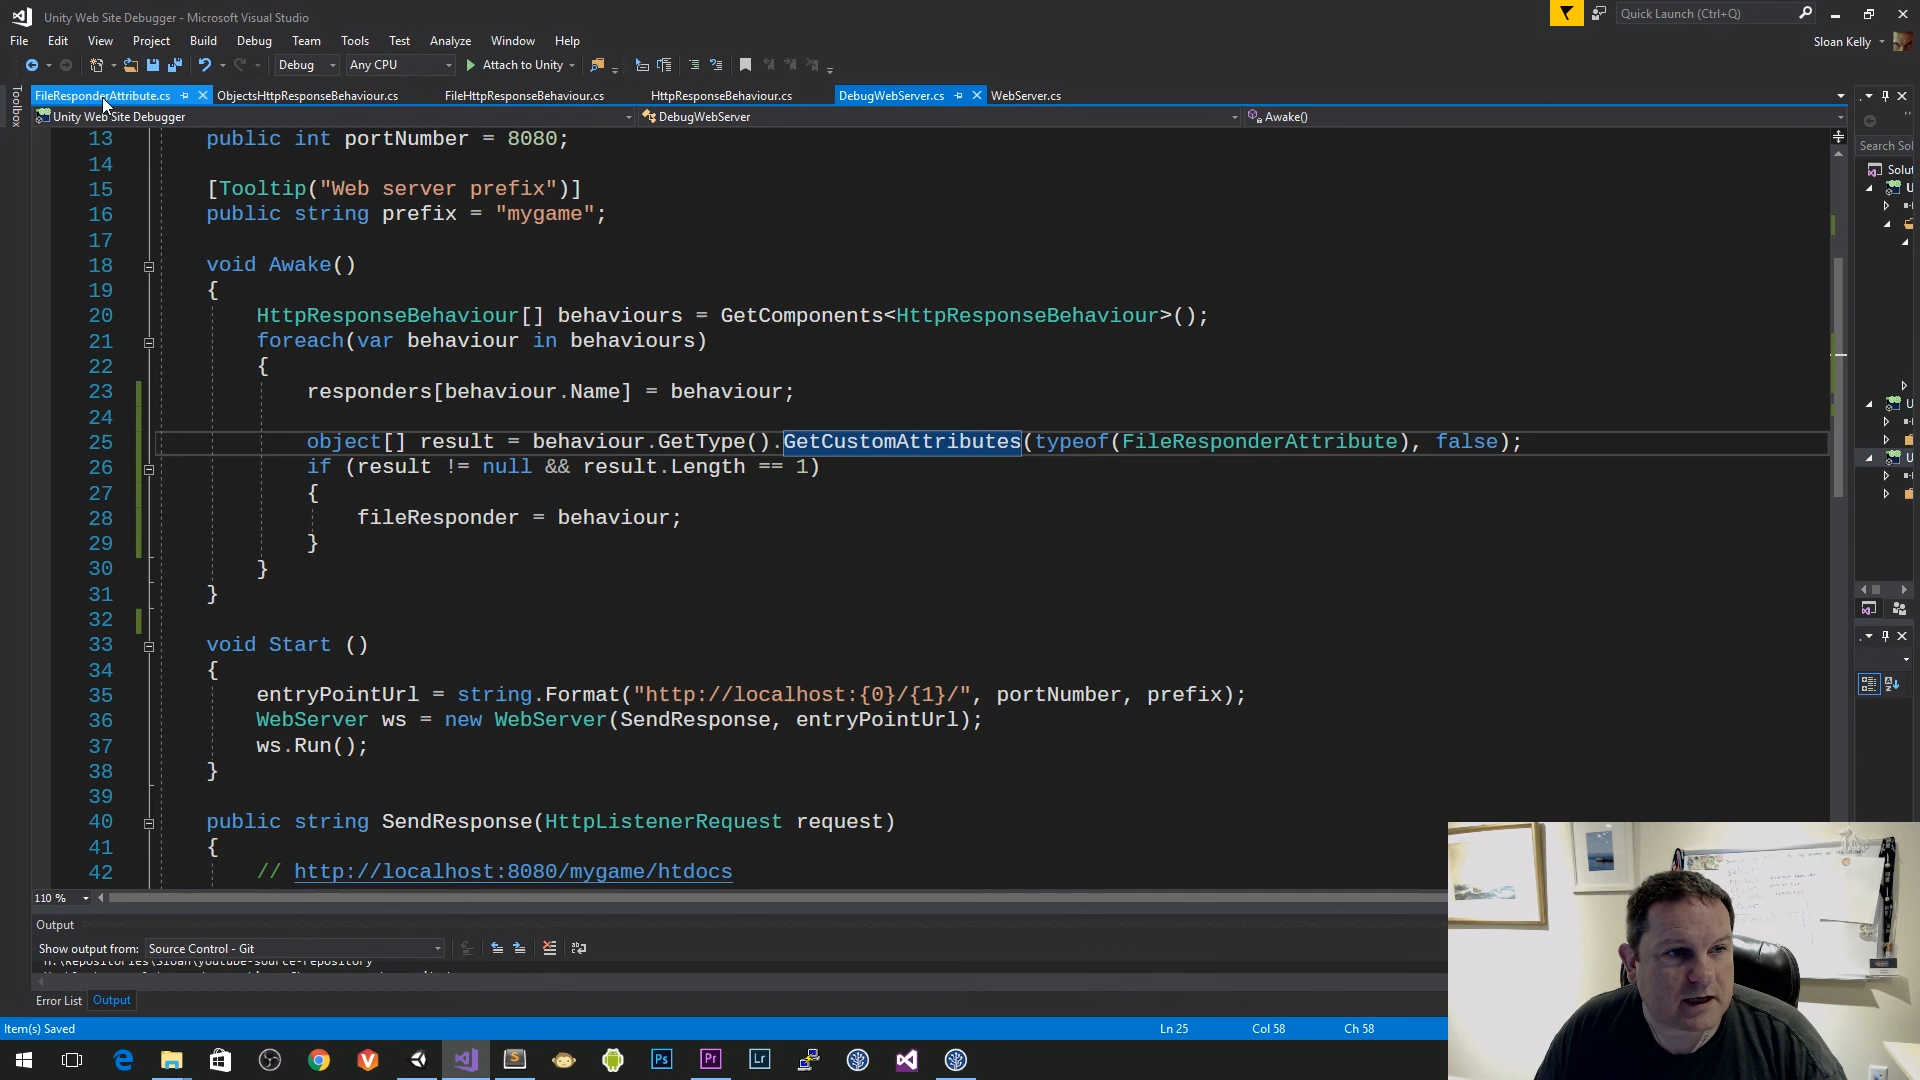 Unity Web Site Debugger - Microsoft Visual Studio
Quick Launch (Ctrl+Q)
File Edit View Project Build Debug Team Tools Test Analyze Window Help
Sloan Kelly
Debug Any CPU Attach to Unity
Toolbox
FileResponderAttribute.cs ObjectsHttpResponseBehaviour.cs FileHttpResponseBehaviour.cs HttpResponseBehaviour.cs DebugWebServer.cs WebServer.cs
Unity Web Site Debugger DebugWebServer Awake()
13 public int portNumber = 8080;
14
15 [Tooltip("Web server prefix")]
16 public string prefix = "mygame";
17
18 void Awake()
19 {
20 HttpResponseBehaviour[] behaviours = GetComponents<HttpResponseBehaviour>();
21 foreach(var behaviour in behaviours)
22 {
23 responders[behaviour.Name] = behaviour;
24
25 object[] result = behaviour.GetType().GetCustomAttributes(typeof(FileResponderAttribute), false);
26 if (result != null && result.Length == 1)
27 {
28 fileResponder = behaviour;
29 }
30 }
31 }
32
33 void Start ()
34 {
35 entryPointUrl = string.Format("http://localhost:{0}/{1}/", portNumber, prefix);
36 WebServer ws = new WebServer(SendResponse, entryPointUrl);
37 ws.Run();
38 }
39
40 public string SendResponse(HttpListenerRequest request)
41 {
42 // http://localhost:8080/mygame/htdocs
Search Sol
Solut
U
U
U
110 %
Output
Show output from: Source Control - Git
Error List Output
Item(s) Saved
Ln 25 Col 58 Ch 58
Ps Pr Lr